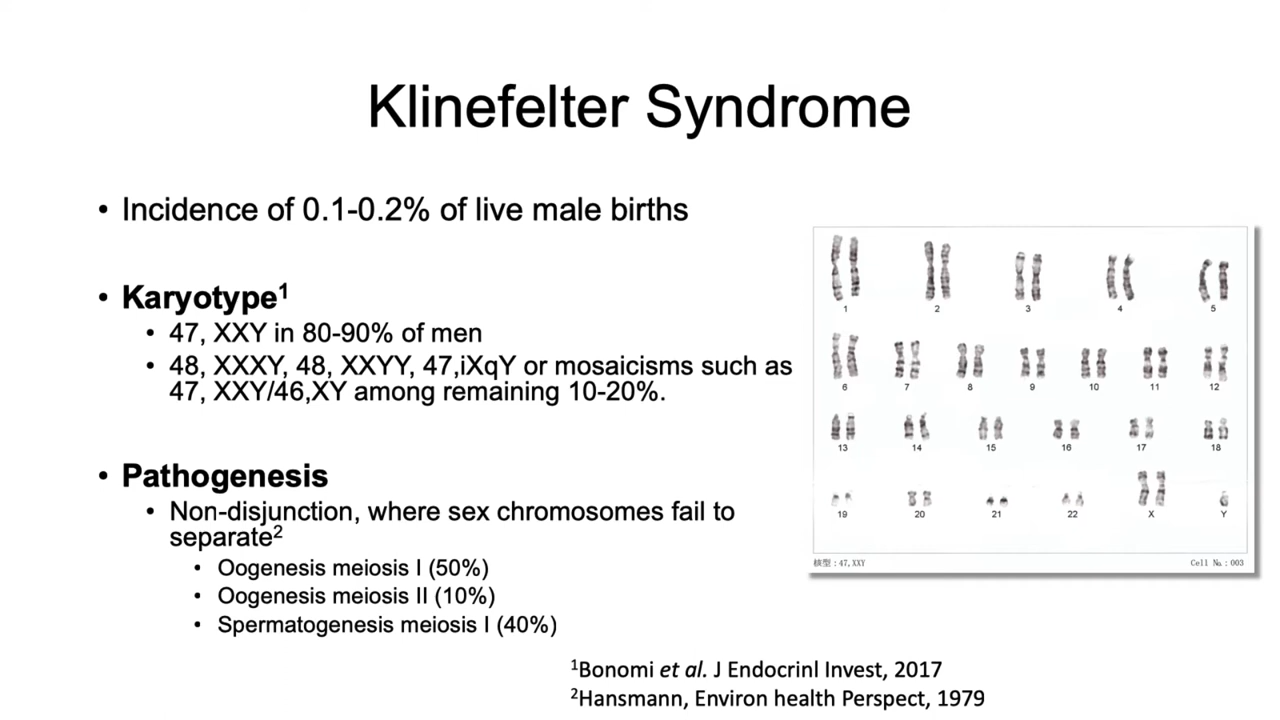 Klinefelter Syndrome
• Incidence of 0.1-0.2% of live male births
• Karyotype¹
• 47, XXY in 80-90% of men
• 48, XXXY, 48, XXYY, 47,iXqY or mosaicisms such as
47, XXY/46,XY among remaining 10-20%.
• Pathogenesis
• Non-disjunction, where sex chromosomes fail to
separate²
• Oogenesis meiosis I (50%)
• Oogenesis meiosis II (10%)
• Spermatogenesis meiosis I (40%)
1 2 3 4 5
6 7 8 9 10 11 12
13 14 15 16 17 18
19 20 21 22 X Y
核型：47,XXY Cell No.：003
¹Bonomi et al. J Endocrinl Invest, 2017
²Hansmann, Environ health Perspect, 1979